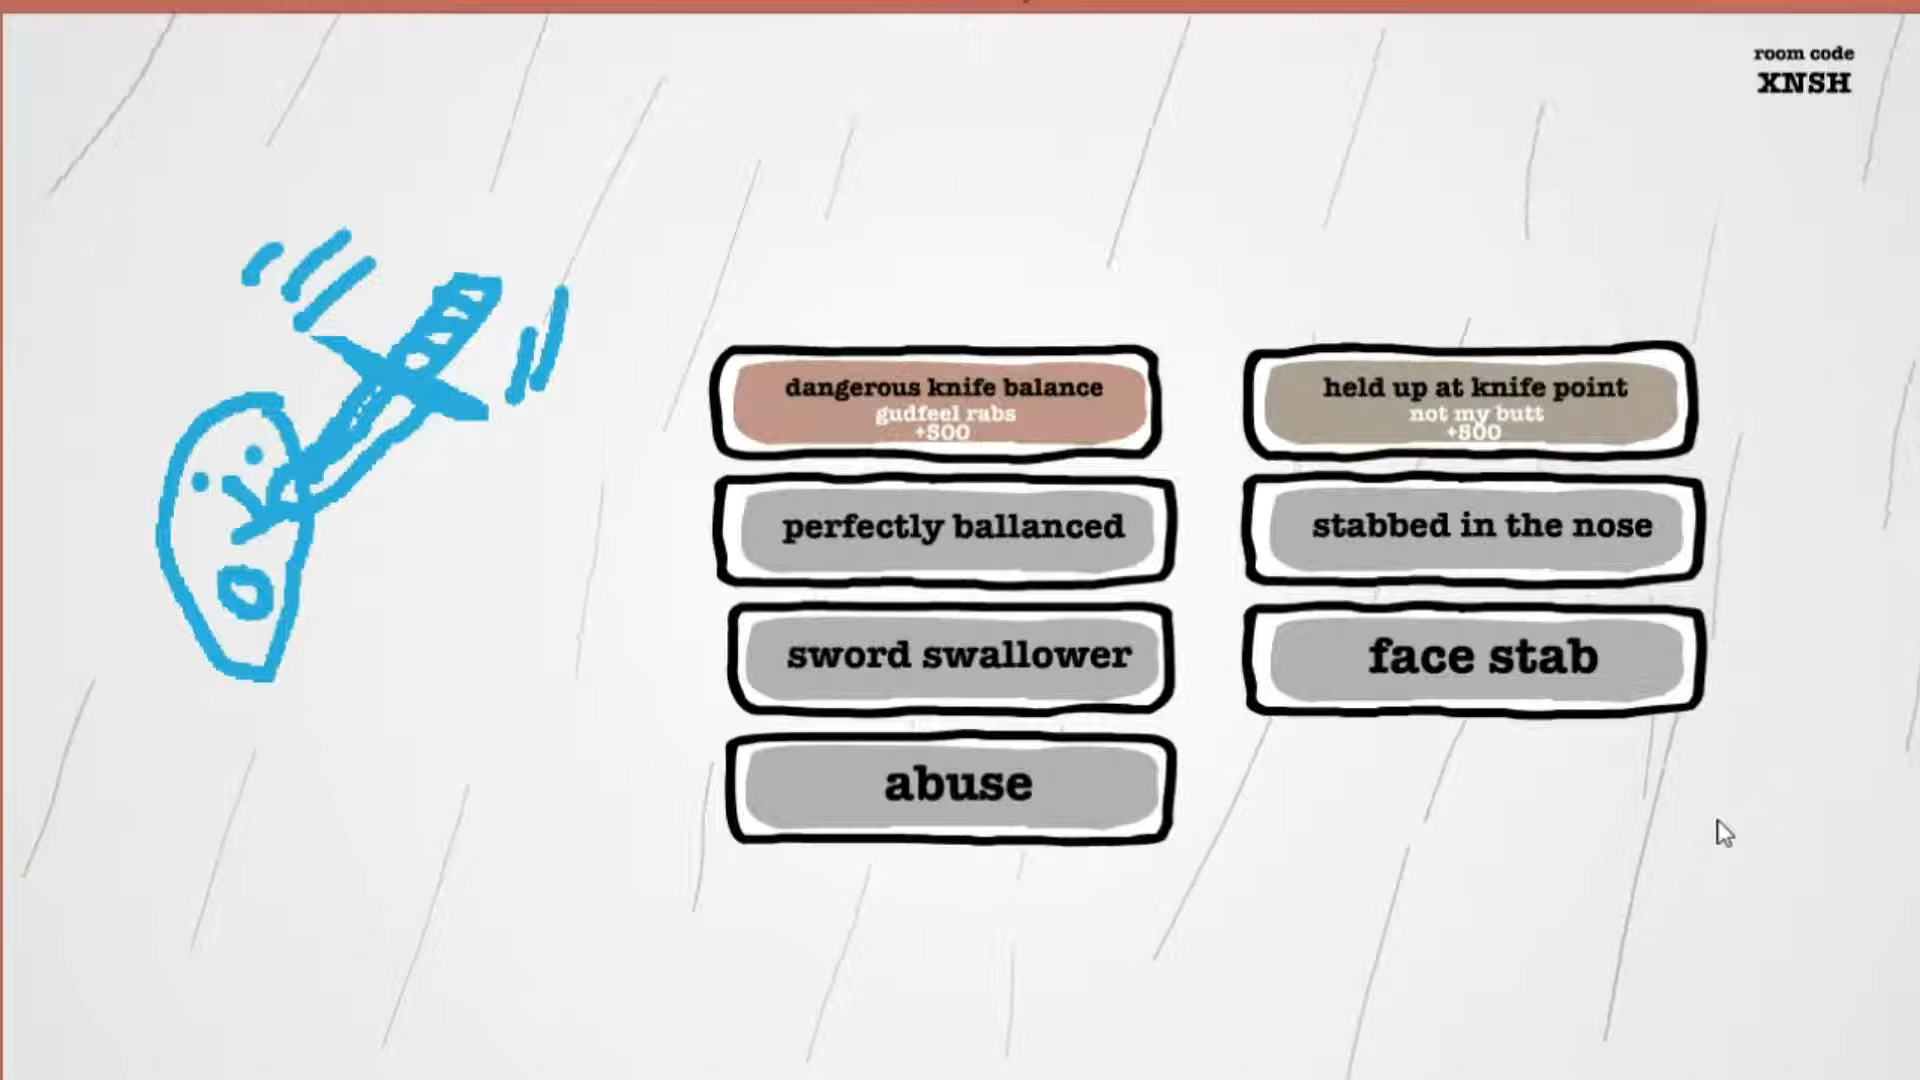 room code
XNSH
dangerous knife balance
gudfeel rabs
+500
held up at knife point
not my butt
+500
perfectly ballanced
stabbed in the nose
sword swallower
face stab
abuse